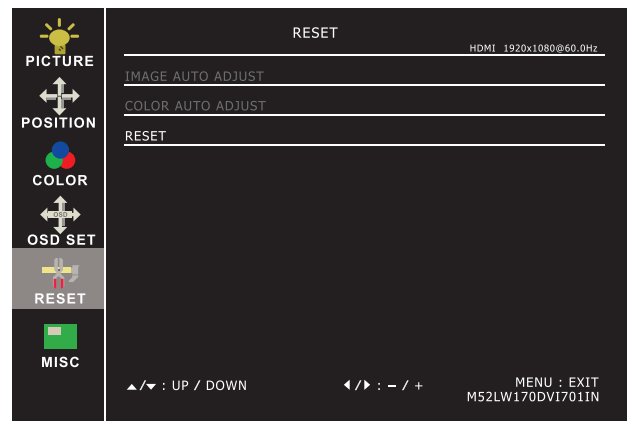 PICTURE
POSITION
COLOR
OSD
OSD SET
RESET
MISC
RESET
HDMI 1920x1080@60.0Hz
IMAGE AUTO ADJUST
COLOR AUTO ADJUST
RESET
▲/▼ : UP / DOWN
◀/▶ : – / +
MENU : EXIT
M52LW170DVI701IN